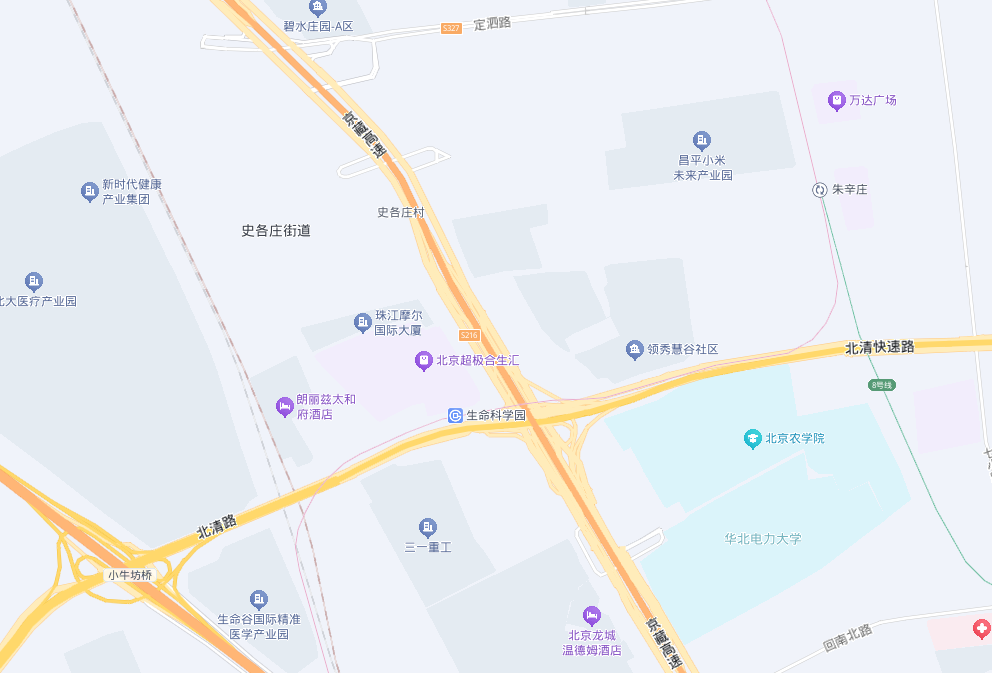 碧水庄园-A区
S327
定泗路
京藏高速
万达广场
昌平小米
未来产业园
新时代健康
产业集团
朱辛庄
史各庄村
史各庄街道
北大医疗产业园
珠江摩尔
国际大厦
S216
北京超极合生汇
领秀慧谷社区
北清快速路
8号线
朗丽兹太和
府酒店
生命科学园
北京农学院
北清路
三一重工
华北电力大学
小牛坊桥
生命谷国际精准
医学产业园
北京龙城
温德姆酒店
京藏高速
回南北路